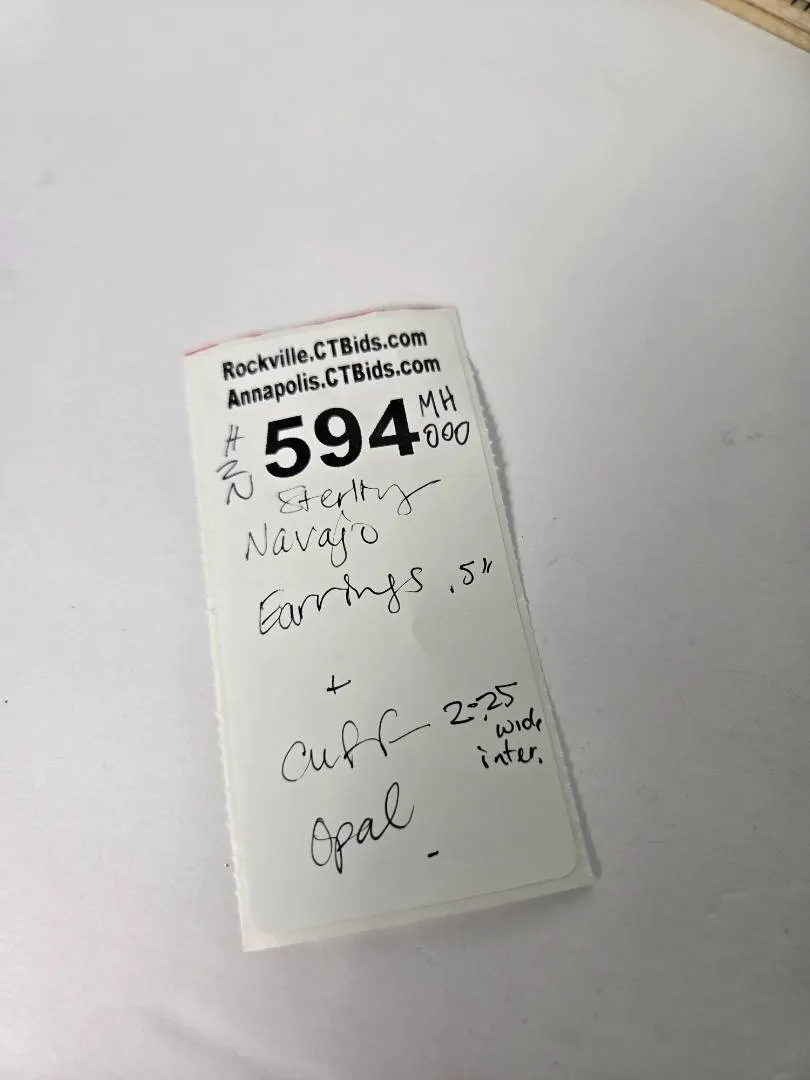 Rockville.CTBids.com
Annapolis.CTBids.com
594
MH
000
H
2
N
Sterling
Navajo
Earrings .5"
+
Cuff 2.25
wide
inter.
Opal